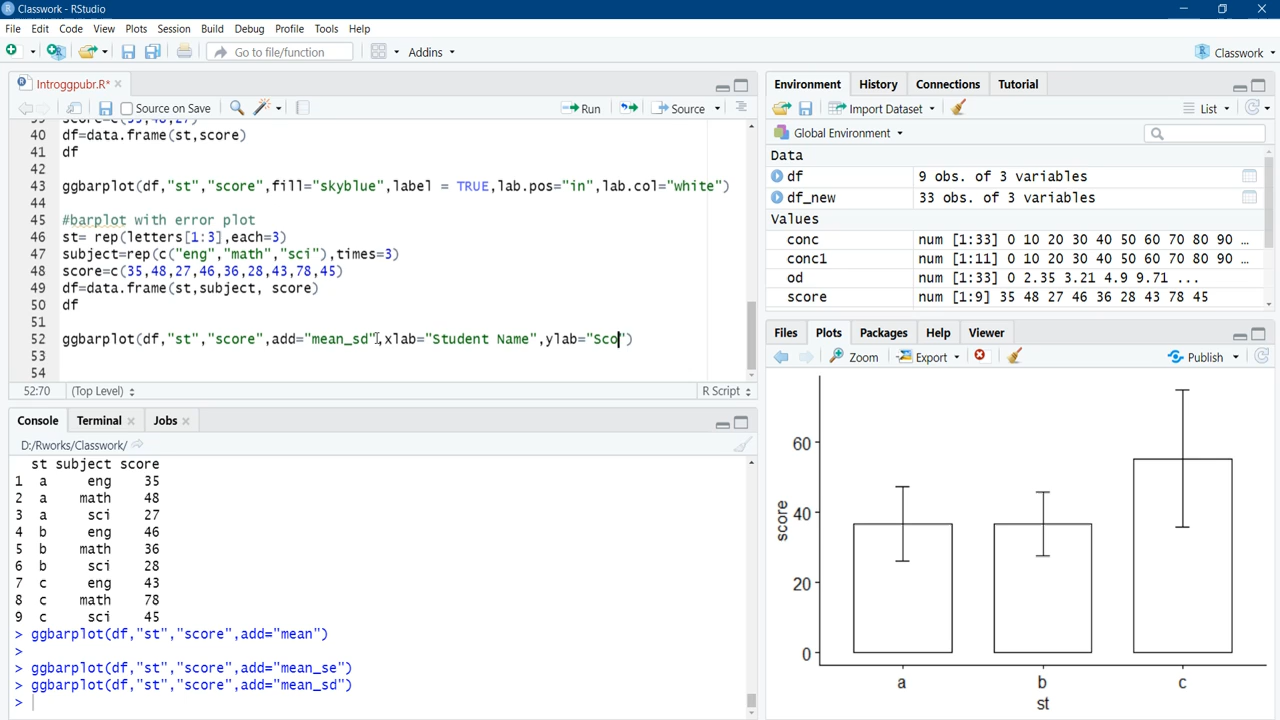 Classwork - RStudio
File Edit Code View Plots Session Build Debug Profile Tools Help
Go to file/function Addins Classwork
Introggpubr.R*
Source on Save Run Source
39 score=c(35,48,27)
40 df=data.frame(st,score)
41 df
42
43 ggbarplot(df,"st","score",fill="skyblue",label = TRUE,lab.pos="in",lab.col="white")
44
45 #barplot with error plot
46 st= rep(letters[1:3],each=3)
47 subject=rep(c("eng","math","sci"),times=3)
48 score=c(35,48,27,46,36,28,43,78,45)
49 df=data.frame(st,subject, score)
50 df
51
52 ggbarplot(df,"st","score",add="mean_sd",xlab="Student Name",ylab="Sco")
53
54
52:70 (Top Level) R Script
Console Terminal Jobs
D:/Rworks/Classwork/
st subject score
1 a eng 35
2 a math 48
3 a sci 27
4 b eng 46
5 b math 36
6 b sci 28
7 c eng 43
8 c math 78
9 c sci 45
> ggbarplot(df,"st","score",add="mean")
>
> ggbarplot(df,"st","score",add="mean_se")
> ggbarplot(df,"st","score",add="mean_sd")
>
Environment History Connections Tutorial
Import Dataset List
Global Environment
Data
df 9 obs. of 3 variables
df_new 33 obs. of 3 variables
Values
conc num [1:33] 0 10 20 30 40 50 60 70 80 90 ...
conc1 num [1:11] 0 10 20 30 40 50 60 70 80 90 ...
od num [1:33] 0 2.35 3.21 4.9 9.71 ...
score num [1:9] 35 48 27 46 36 28 43 78 45
Files Plots Packages Help Viewer
Zoom Export Publish
60
40
20
0
score
a b c
st